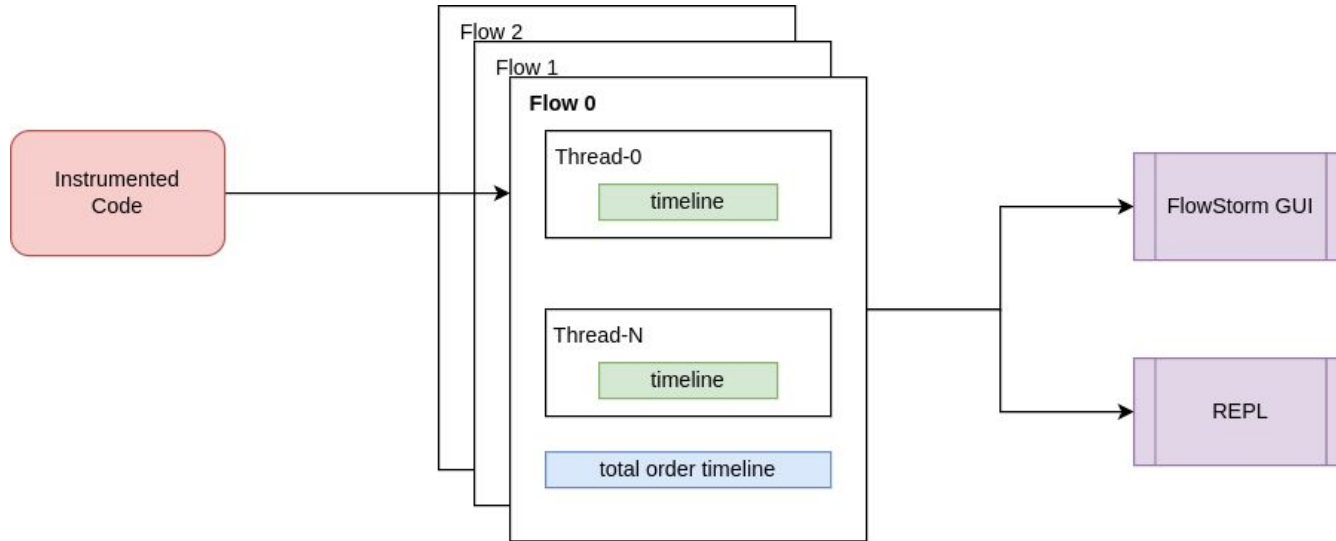 Flow 2
Flow 1
Flow 0
Thread-0
timeline
Instrumented
Code
FlowStorm GUI
Thread-N
timeline
REPL
total order timeline